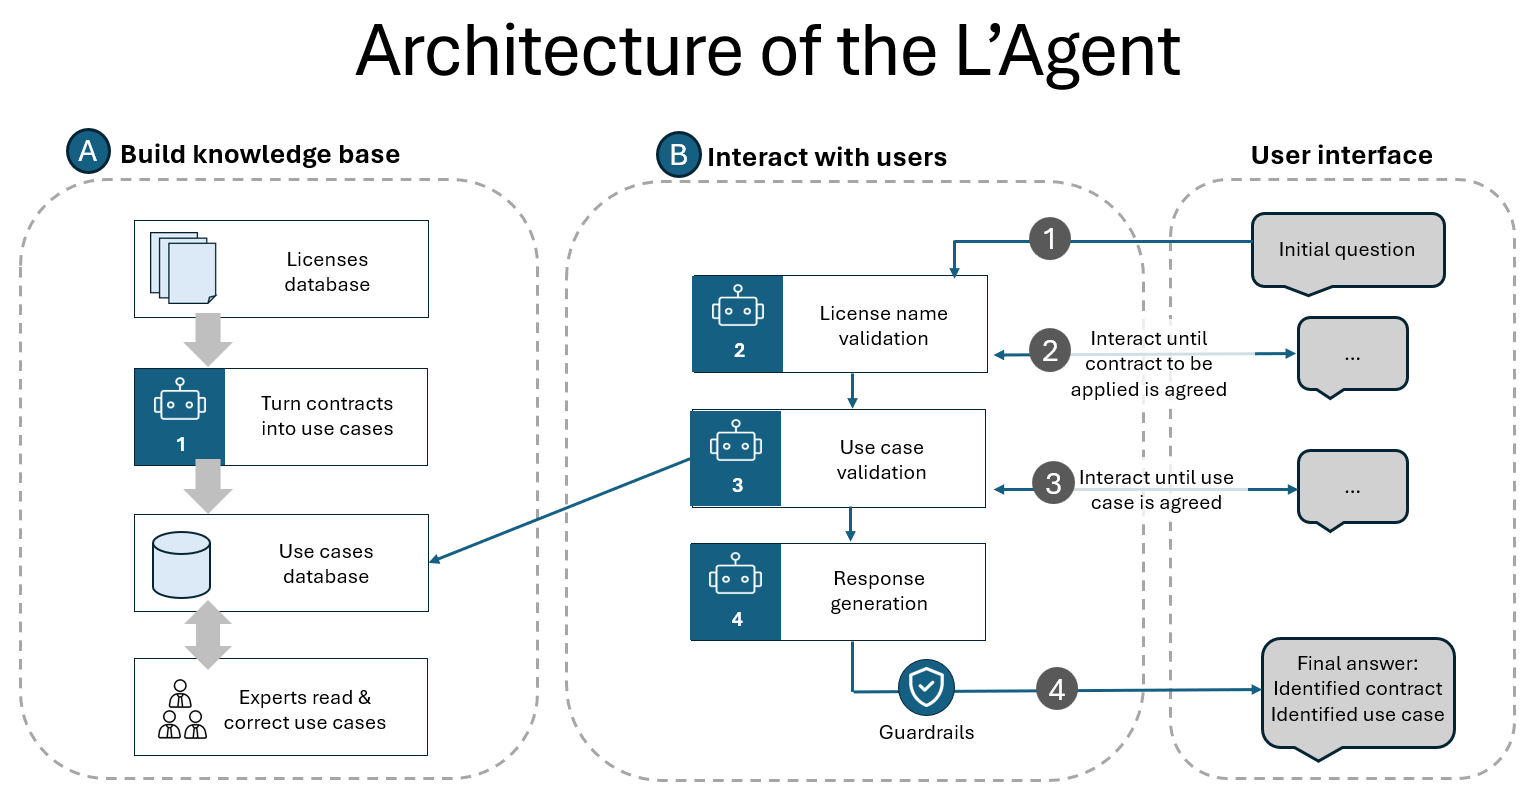 Architecture of the L’Agent
A
Build knowledge base
Licenses
database
1
Turn contracts
into use cases
Use cases
database
Experts read &
correct use cases
B
Interact with users
2
License name
validation
3
Use case
validation
4
Response
generation
Guardrails
1
2
Interact until
contract to be
applied is agreed
3
Interact until use
case is agreed
4
User interface
Initial question
...
...
Final answer:
Identified contract
Identified use case